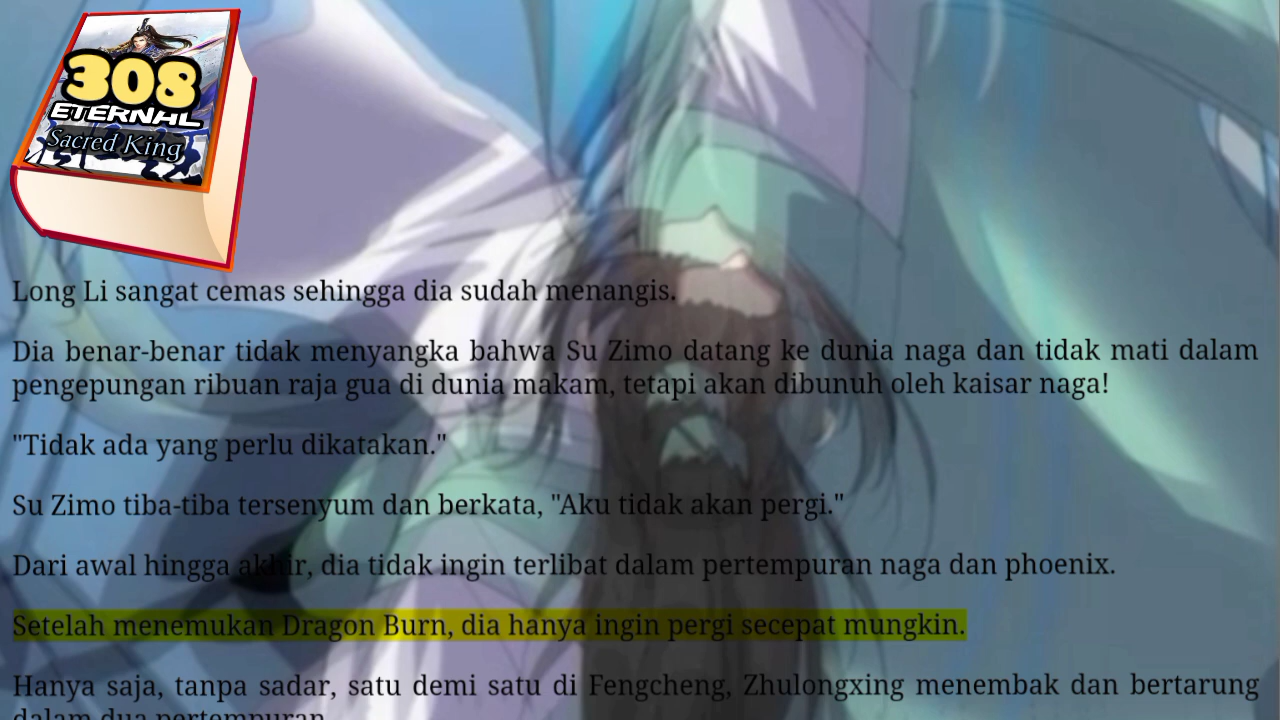 308
ETERNAL
Sacred King
Long Li sangat cemas sehingga dia sudah menangis.
Dia benar-benar tidak menyangka bahwa Su Zimo datang ke dunia naga dan tidak mati dalam
pengepungan ribuan raja gua di dunia makam, tetapi akan dibunuh oleh kaisar naga!
"Tidak ada yang perlu dikatakan."
Su Zimo tiba-tiba tersenyum dan berkata, "Aku tidak akan pergi."
Dari awal hingga akhir, dia tidak ingin terlibat dalam pertempuran naga dan phoenix.
Setelah menemukan Dragon Burn, dia hanya ingin pergi secepat mungkin.
Hanya saja, tanpa sadar, satu demi satu di Fengcheng, Zhulongxing menembak dan bertarung
dalam dua pertempuran.